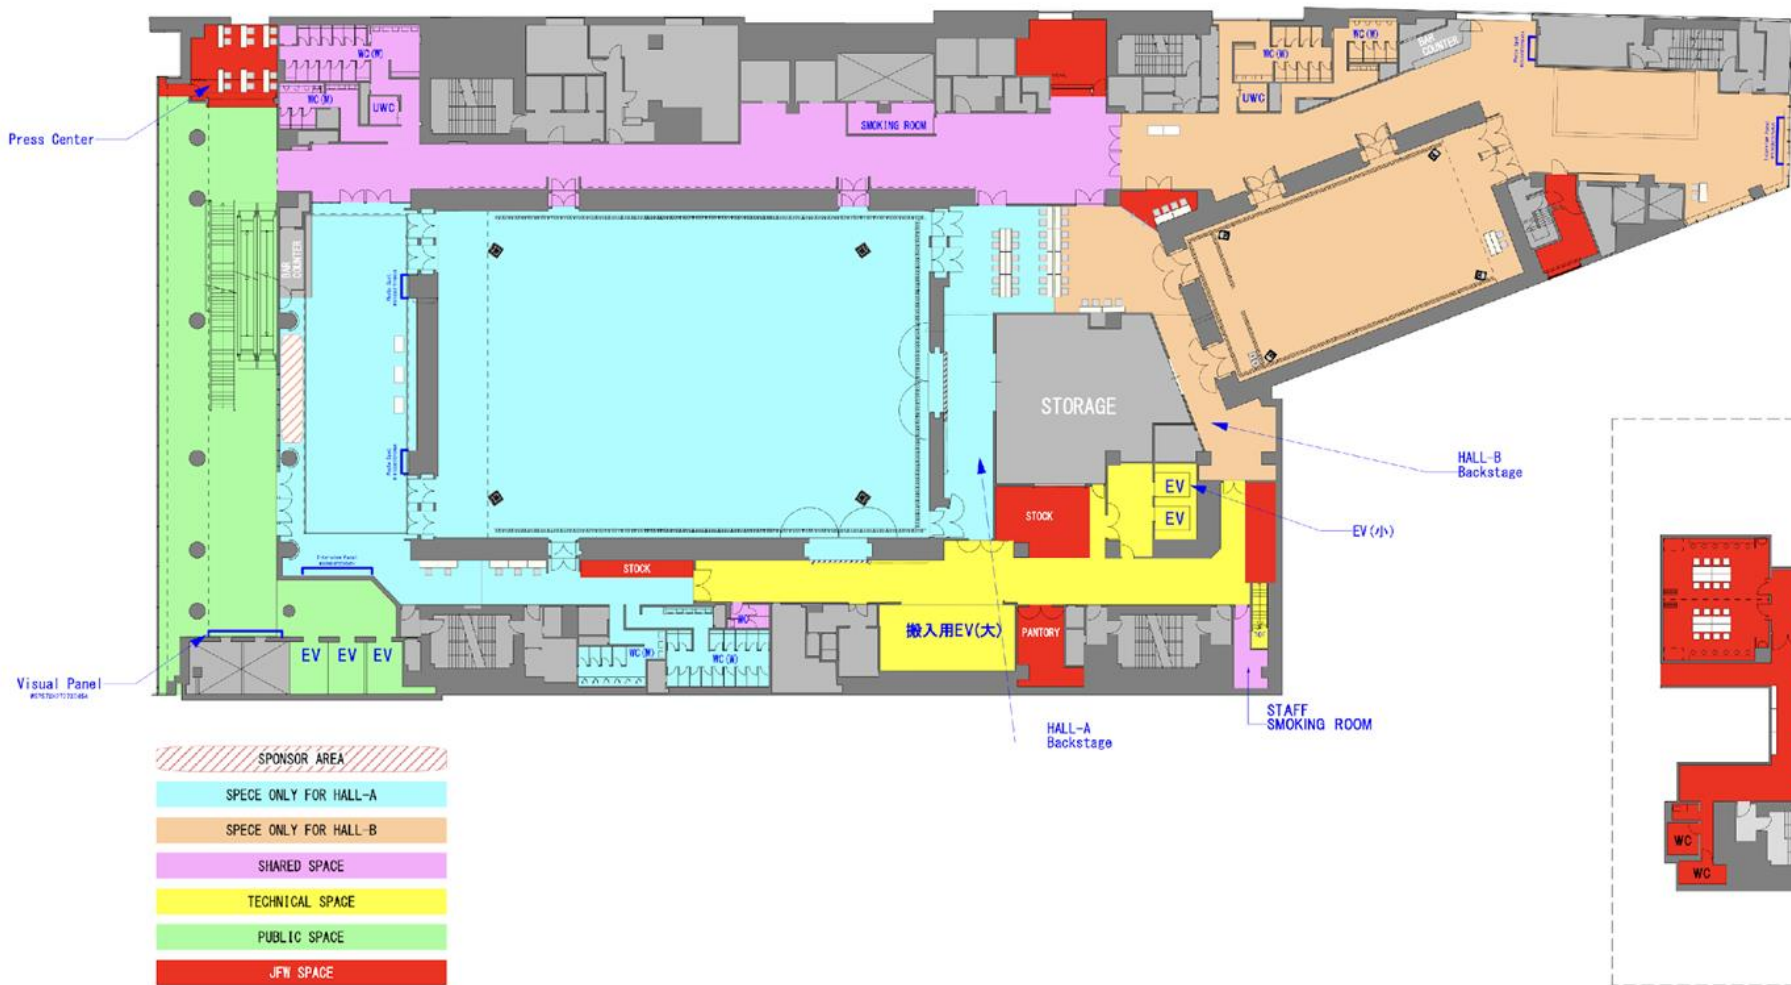 WC(W)
WC(M)
UWC
Press Center
SMOKING ROOM
WC(W)
WC(M)
BAR COUNTER
UWC
BAR
COUNTER
STORAGE
HALL-B
Backstage
EV
EV
EV(小)
STOCK
STOCK
WC
WC(M)
WC(W)
搬入用EV(大)
PANTORY
EV
EV
EV
Visual Panel
HALL-A
Backstage
STAFF
SMOKING ROOM
WC
WC
SPONSOR AREA
SPECE ONLY FOR HALL-A
SPECE ONLY FOR HALL-B
SHARED SPACE
TECHNICAL SPACE
PUBLIC SPACE
JFW SPACE